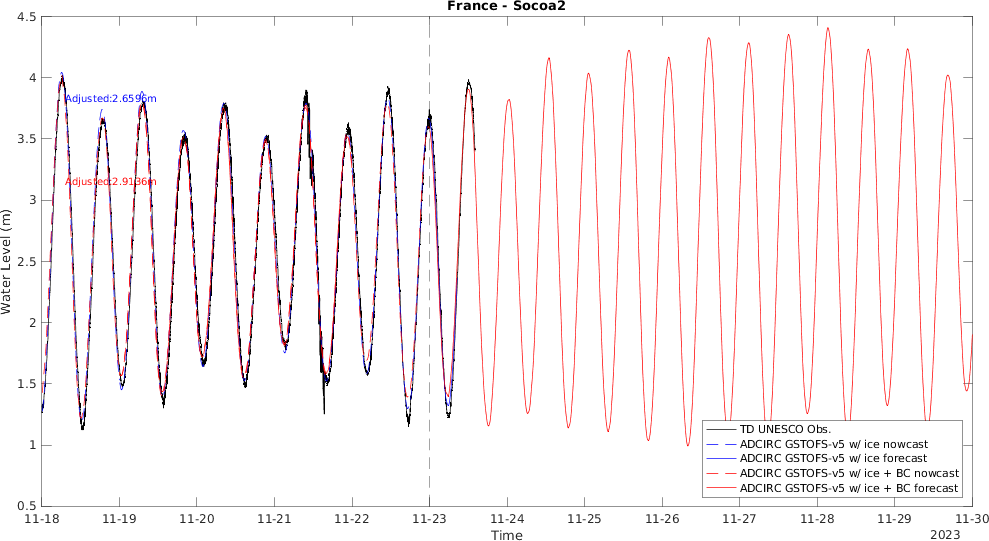 France - Socoa2
4.5
4
3.5
3
2.5
2
1.5
1
0.5
Water Level (m)
Adjusted:2.6596m
Adjusted:2.9136m
TD UNESCO Obs.
ADCIRC GSTOFS-v5 w/ ice nowcast
ADCIRC GSTOFS-v5 w/ ice forecast
ADCIRC GSTOFS-v5 w/ ice + BC nowcast
ADCIRC GSTOFS-v5 w/ ice + BC forecast
11-18 11-19 11-20 11-21 11-22 11-23 11-24 11-25 11-26 11-27 11-28 11-29 11-30
Time
2023